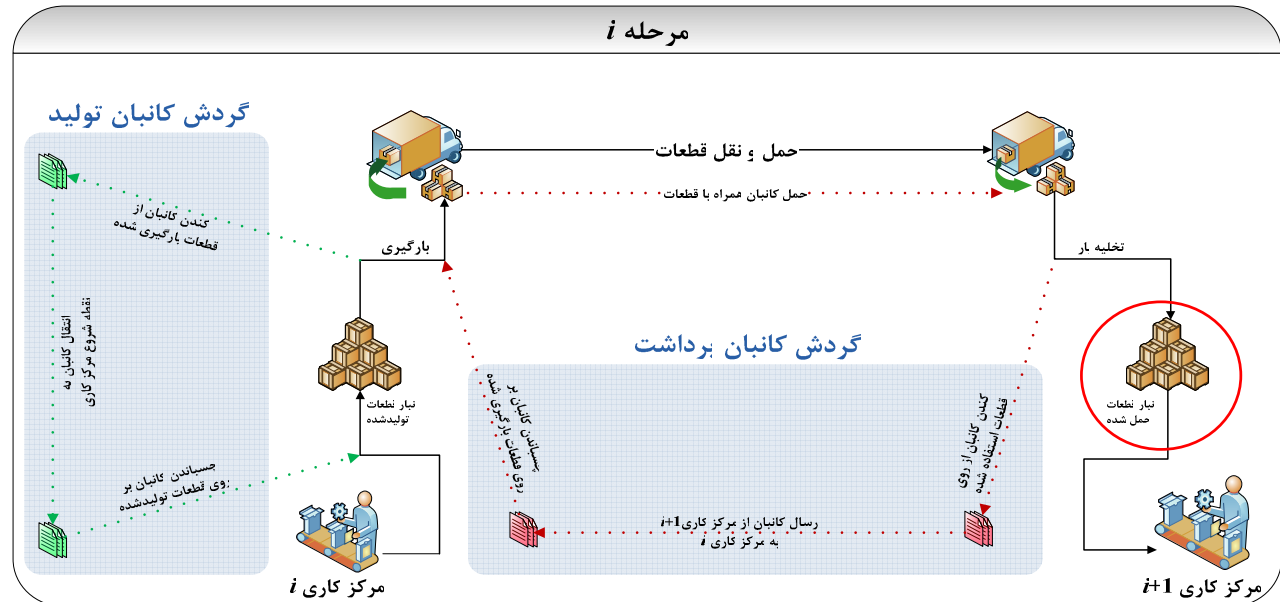 مرحله i
گردش کانبان تولید
حمل و نقل قطعات
حمل کانبان همراه با قطعات
کندن کانبان از
قطعات بارگیری شده
بارگیری
تخلیه بار
انتقال کانبان به
نقطه شروع مرکز کاری
گردش کانبان برداشت
نبار قطعات
تولیدشده
چسباندن کانبان بر
روی قطعات بارگیری شده
کندن کانبان از روی
قطعات استفاده شده
نبار قطعات
حمل شده
چسباندن کانبان بر
روی قطعات تولیدشده
رسال کانبان از مرکز کاری i+1
به مرکز کاری i
مرکز کاری i
مرکز کاری i+1